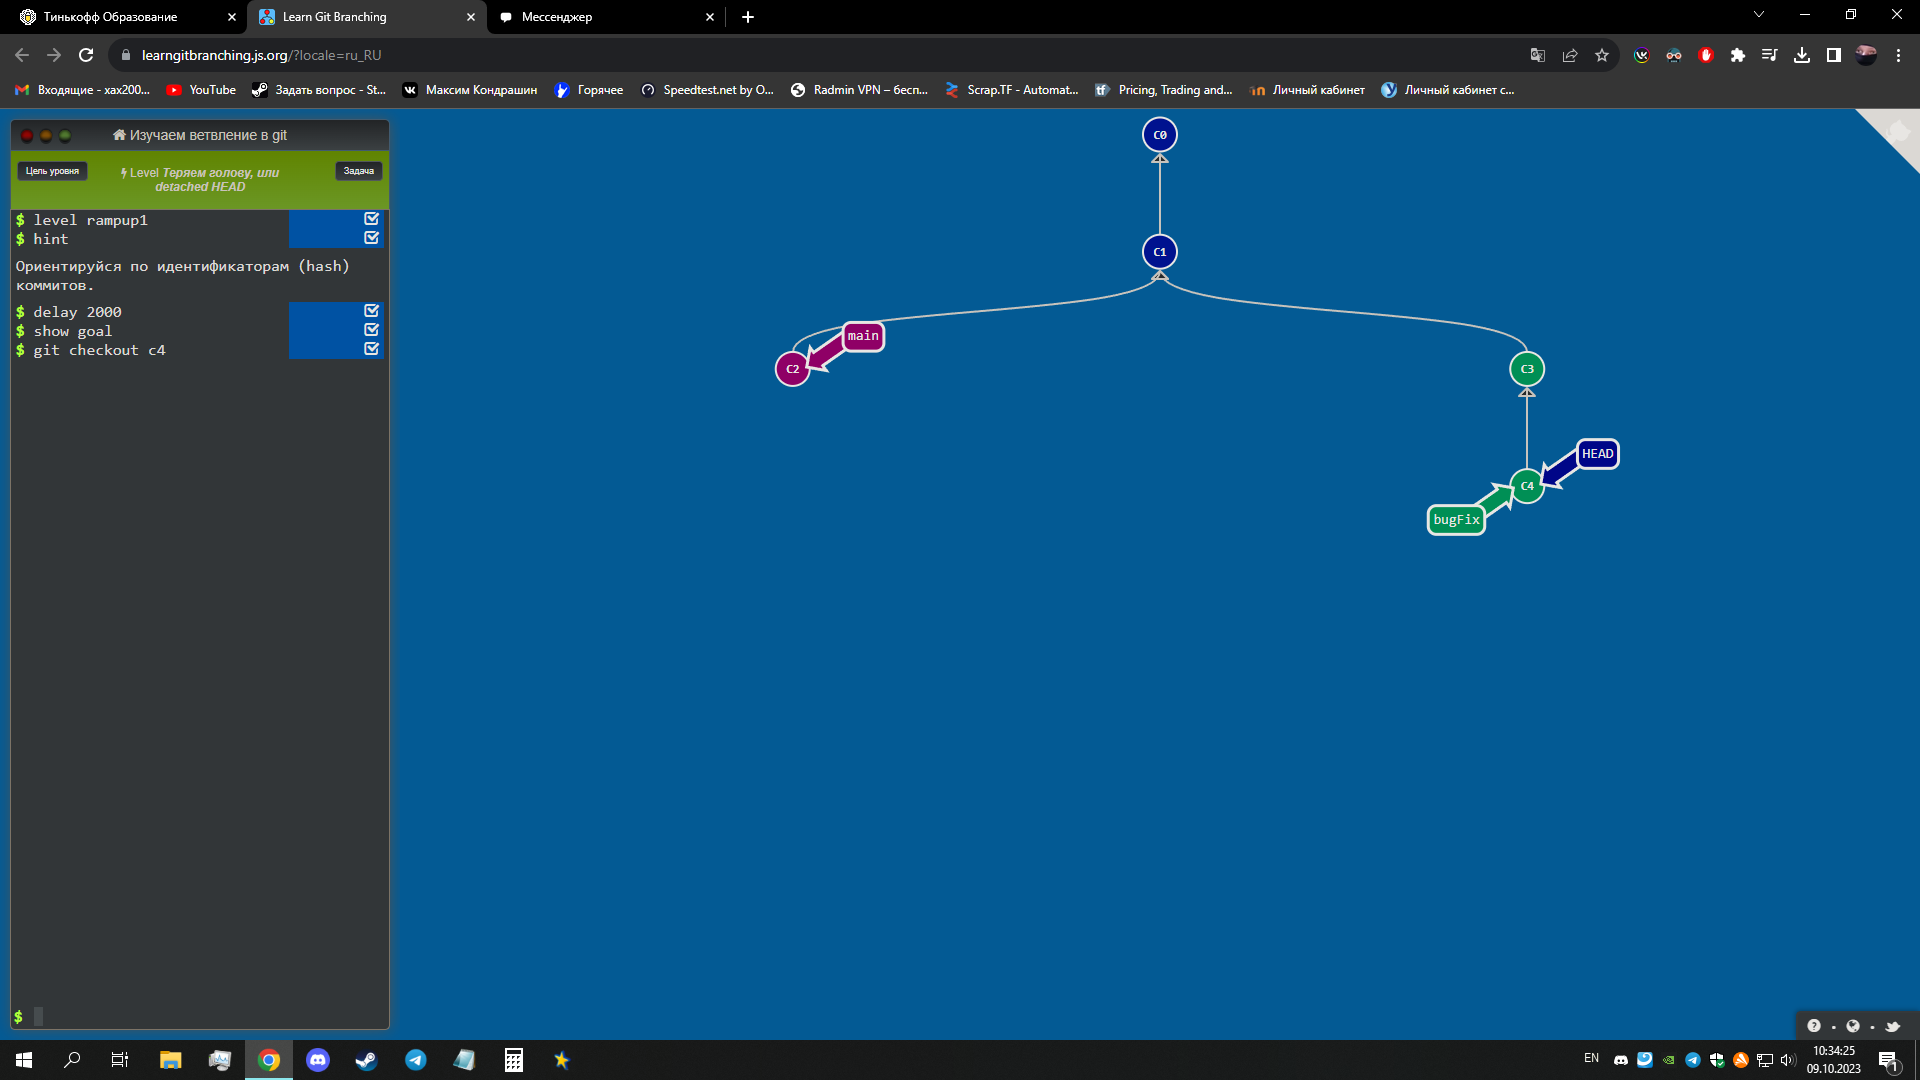 Тинькофф Образование
Learn Git Branching
Мессенджер
learngitbranching.js.org/?locale=ru_RU
Входящие - xax200...
YouTube
Задать вопрос - St...
Максим Кондрашин
Горячее
Speedtest.net by O...
Radmin VPN – бесп...
Scrap.TF - Automat...
Pricing, Trading and...
Личный кабинет
Личный кабинет с...
Изучаем ветвление в git
Цель уровня
Level Теряем голову, или
detached HEAD
Задача
$ level rampup1
$ hint
Ориентируйся по идентификаторам (hash)
коммитов.
$ delay 2000
$ show goal
$ git checkout c4
$
C0
C1
main
C2
C3
HEAD
C4
bugFix
EN
10:34:25
09.10.2023
1